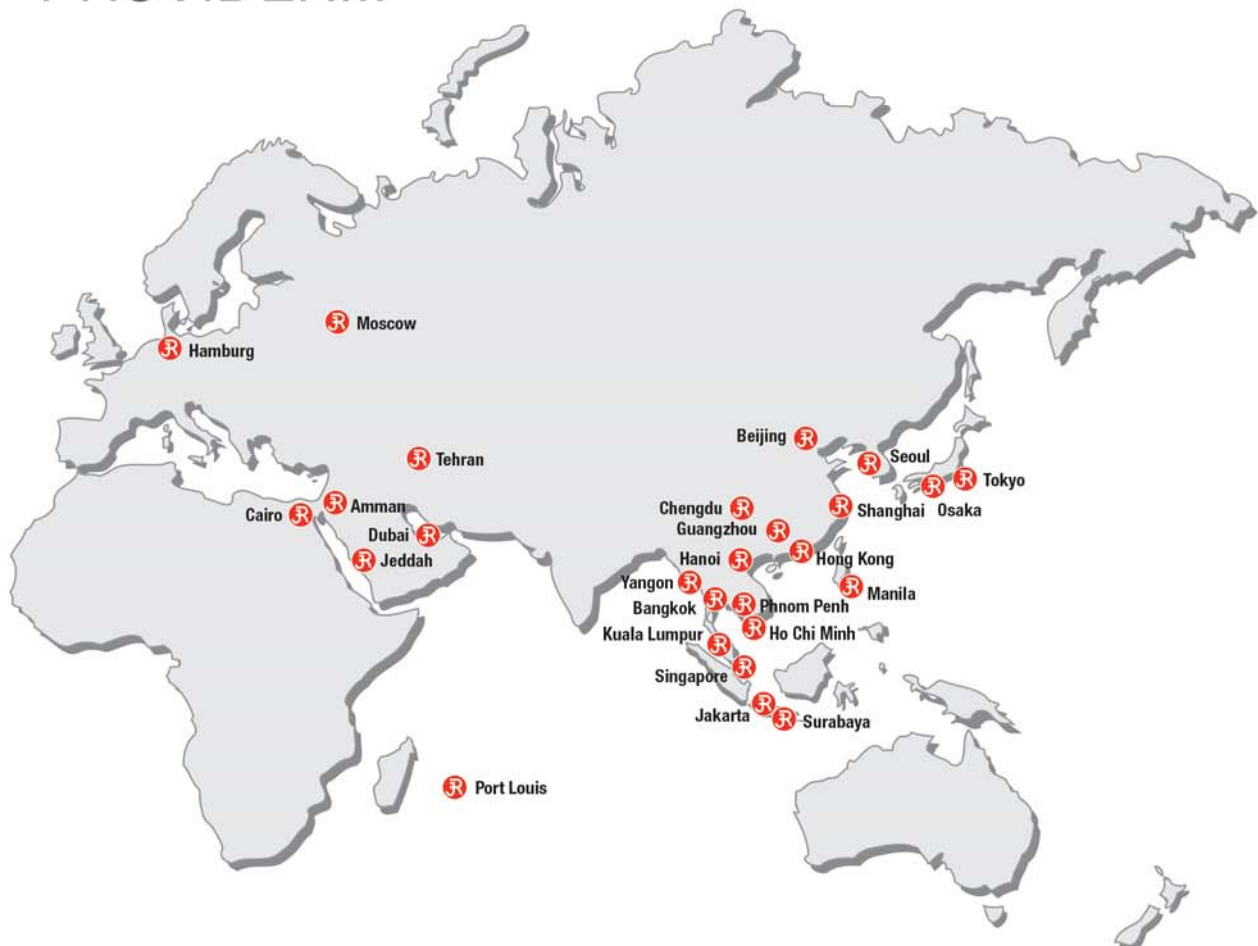 Moscow
Hamburg
Beijing
Seoul
Tehran
Tokyo
Amman
Chengdu
Shanghai
Osaka
Cairo
Guangzhou
Dubai
Hong Kong
Jeddah
Hanoi
Yangon
Manila
Bangkok
Phnom Penh
Kuala Lumpur
Ho Chi Minh
Singapore
Jakarta
Surabaya
Port Louis